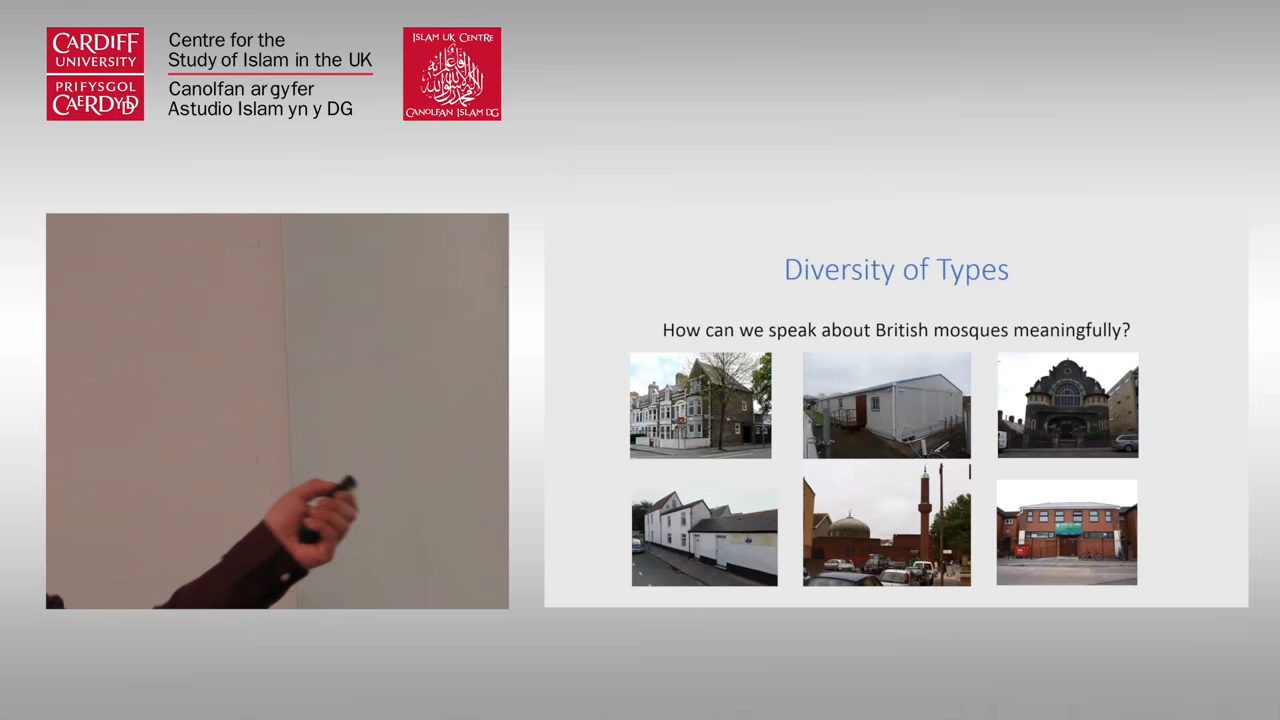 CARDIFF
UNIVERSITY
PRIFYSGOL
CAERDYDD
Centre for the
Study of Islam in the UK
Canolfan ar gyfer
Astudio Islam yn y DG
ISLAM UK CENTRE
CANOLFAN ISLAM DG
Diversity of Types
How can we speak about British mosques meaningfully?